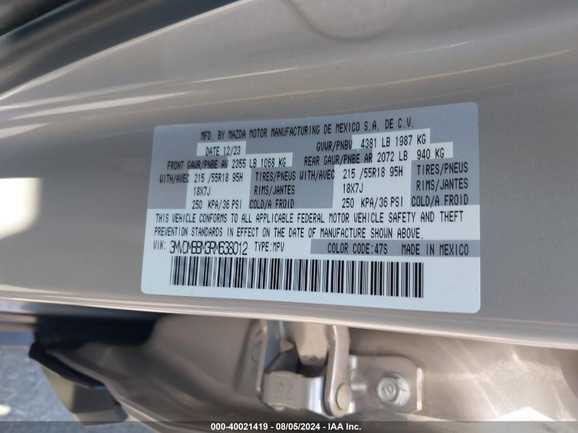 MFD. BY MAZDA MOTOR MANUFACTURING DE MEXICO S.A. DE C.V.
DATE 12/23 GVWR/PNBV 4381 LB 1987 KG
FRONT GAWR/PNBE AV 2355 LB 1068 KG REAR GAWR/PNBE AR 2072 LB 940 KG
WITH/AVEC 215 /55R18 95H TIRES/PNEUS WITH/AVEC 215 /55R18 95H TIRES/PNEUS
18X7J RIMS/JANTES 18X7J RIMS/JANTES
250 KPA/36 PSI COLD/A FROID 250 KPA/36 PSI COLD/A FROID
THIS VEHICLE CONFORMS TO ALL APPLICABLE FEDERAL MOTOR VEHICLE SAFETY AND THEFT
PREVENTION STANDARDS IN EFFECT ON THE DATE OF MANUFACTURE SHOWN ABOVE.
VIN: 3MVDMBBM3RM638012 TYPE:MPV COLOR CODE:47S MADE IN MEXICO
000-40021419 - 08/05/2024 - IAA Inc.